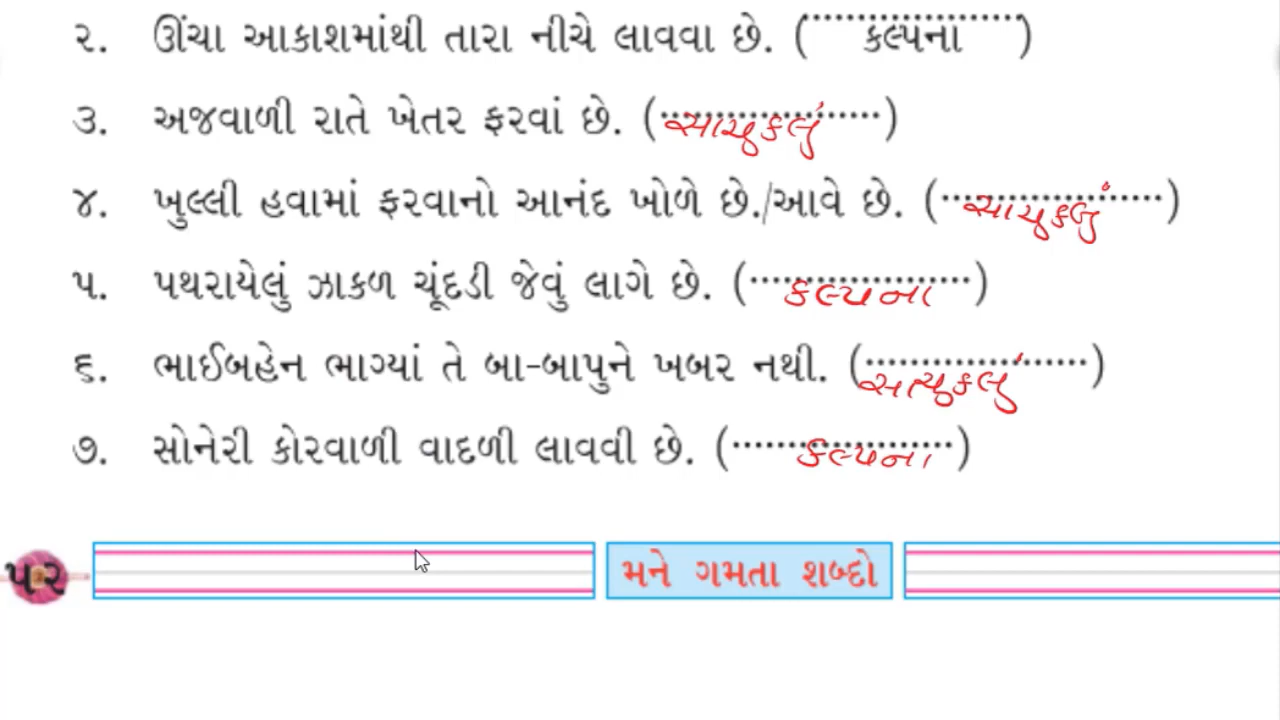 ૨. ઊંચા આકાશમાંથી તારા નીચે લાવવા છે. (કલ્પના)
૩. અજવાળી રાતે ખેતર ફરવાં છે. (સાચુકલું)
૪. ખુલ્લી હવામાં ફરવાનો આનંદ ખોળે છે./આવે છે. (સાચુકલું)
૫. પથરાયેલું ઝાકળ ચૂંદડી જેવું લાગે છે. (કલ્પના)
૬. ભાઈબહેન ભાગ્યાં તે બા-બાપુને ખબર નથી. (સાચુકલું)
૭. સોનેરી કોરવાળી વાદળી લાવવી છે. (કલ્પના)
૫૨ મને ગમતા શબ્દો